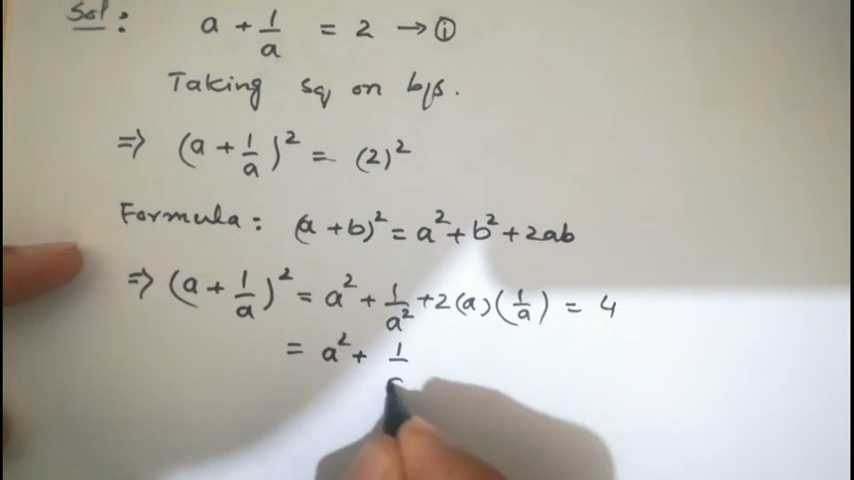 Sol :
a + 1/a = 2 → ①
Taking sq on b/s.
⇒ (a + 1/a)² = (2)²
Formula: (a + b)² = a² + b² + 2ab
⇒ (a + 1/a)² = a² + 1/a² + 2(a)(1/a) = 4
= a² + 1/